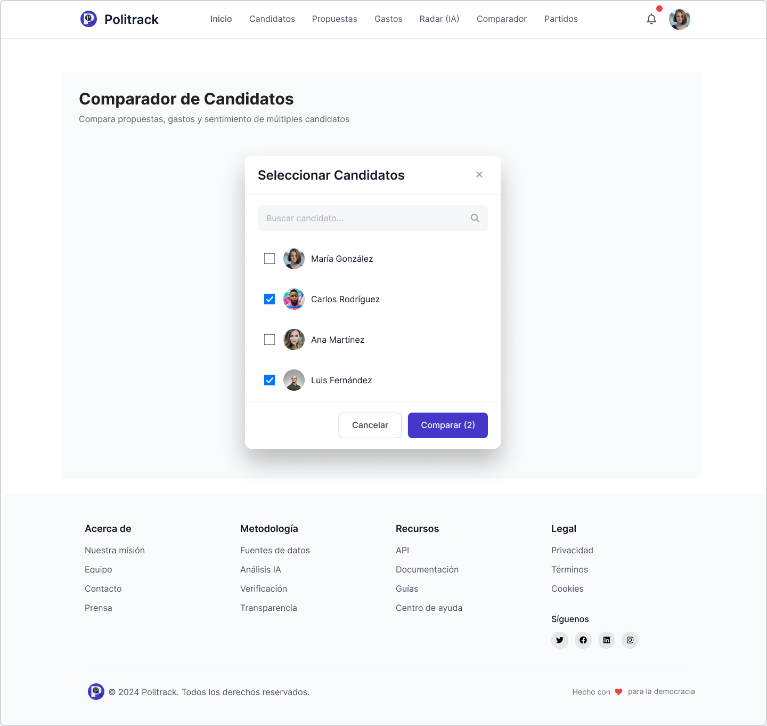 Politrack
Inicio Candidatos Propuestas Gastos Radar (IA) Comparador Partidos
Comparador de Candidatos
Compara propuestas, gastos y sentimiento de múltiples candidatos
Seleccionar Candidatos
Buscar candidato...
María González
Carlos Rodríguez
Ana Martínez
Luis Fernández
Cancelar Comparar (2)
Acerca de
Nuestra misión
Equipo
Contacto
Prensa
Metodología
Fuentes de datos
Análisis IA
Verificación
Transparencia
Recursos
API
Documentación
Guías
Centro de ayuda
Legal
Privacidad
Términos
Cookies
Síguenos
© 2024 Politrack. Todos los derechos reservados.
Hecho con ❤ para la democracia